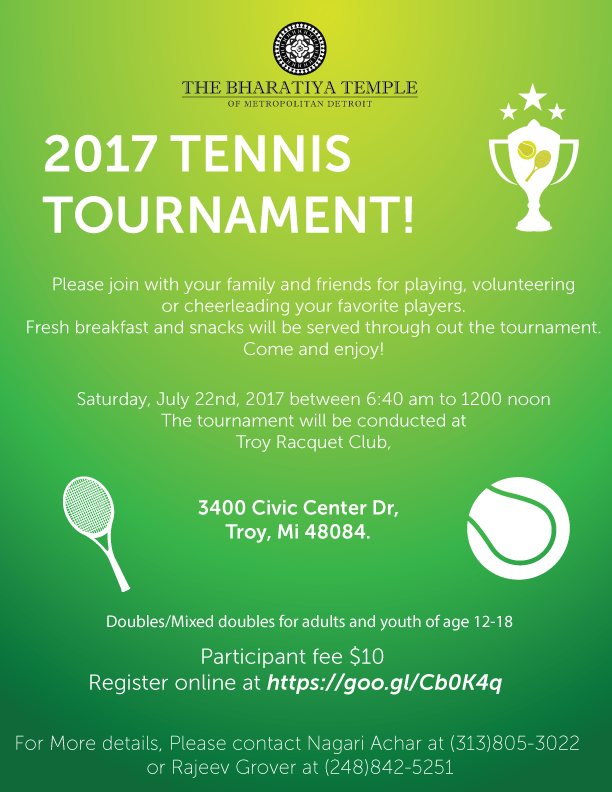 THE BHARATIYA TEMPLE
OF METROPOLITAN DETROIT
2017 TENNIS
TOURNAMENT!
Please join with your family and friends for playing, volunteering
or cheerleading your favorite players.
Fresh breakfast and snacks will be served through out the tournament.
Come and enjoy!
Saturday, July 22nd, 2017 between 6:40 am to 1200 noon
The tournament will be conducted at
Troy Racquet Club,
3400 Civic Center Dr,
Troy, Mi 48084.
Doubles/Mixed doubles for adults and youth of age 12-18
Participant fee $10
Register online at https://goo.gl/Cb0K4q
For More details, Please contact Nagari Achar at (313)805-3022
or Rajeev Grover at (248)842-5251